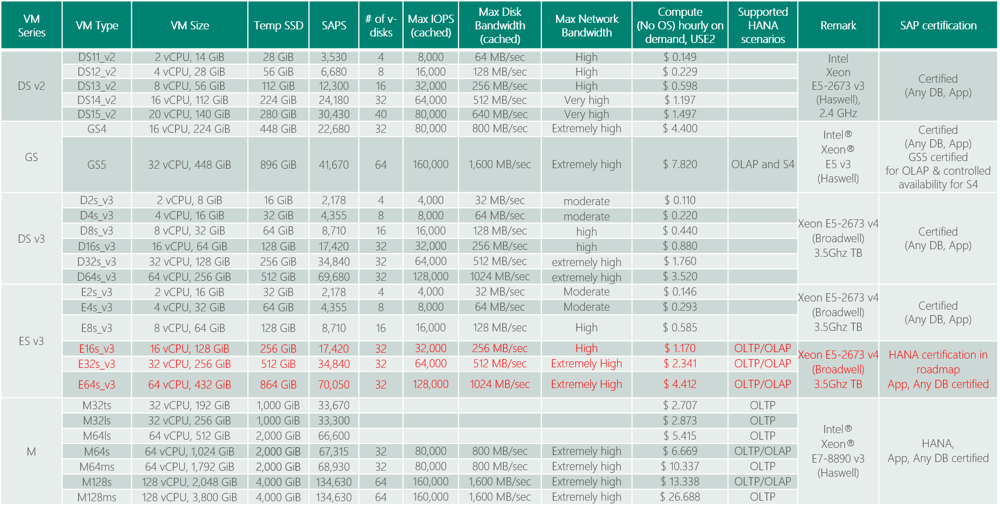 VM Series	VM Type	VM Size	Temp SSD	SAPS	# of v-disks	Max IOPS (cached)	Max Disk Bandwidth (cached)	Max Network Bandwidth	Compute (No OS) hourly on demand, USE2	Supported HANA scenarios	Remark	SAP certification
DS v2	DS11_v2	2 vCPU, 14 GiB	28 GiB	3,530	4	8,000	64 MB/sec	High	$ 0.149		Intel Xeon E5-2673 v3 (Haswell), 2.4 GHz	Certified (Any DB, App)
DS12_v2	4 vCPU, 28 GiB	56 GiB	6,680	8	16,000	128 MB/sec	High	$ 0.229
DS13_v2	8 vCPU, 56 GiB	112 GiB	12,300	16	32,000	256 MB/sec	High	$ 0.598
DS14_v2	16 vCPU, 112 GiB	224 GiB	24,180	32	64,000	512 MB/sec	Very high	$ 1.197
DS15_v2	20 vCPU, 140 GiB	280 GiB	30,430	40	80,000	640 MB/sec	Very high	$ 1.497
GS	GS4	16 vCPU, 224 GiB	448 GiB	22,680	32	80,000	800 MB/sec	Extremely high	$ 4.400		Intel® Xeon® E5 v3 (Haswell)	Certified (Any DB, App) GS5 certified for OLAP & controlled availability for S4
GS5	32 vCPU, 448 GiB	896 GiB	41,670	64	160,000	1,600 MB/sec	Extremely high	$ 7.820	OLAP and S4
DS v3	D2s_v3	2 vCPU, 8 GiB	16 GiB	2,178	4	4,000	32 MB/sec	moderate	$ 0.110		Xeon E5-2673 v4 (Broadwell) 3.5Ghz TB	Certified (Any DB, App)
D4s_v3	4 vCPU, 16 GiB	32 GiB	4,355	8	8,000	64 MB/sec	moderate	$ 0.220
D8s_v3	8 vCPU, 32 GiB	64 GiB	8,710	16	16,000	128 MB/sec	high	$ 0.440
D16s_v3	16 vCPU, 64 GiB	128 GiB	17,420	32	32,000	256 MB/sec	high	$ 0.880
D32s_v3	32 vCPU, 128 GiB	256 GiB	34,840	32	64,000	512 MB/sec	extremely high	$ 1.760
D64s_v3	64 vCPU, 256 GiB	512 GiB	69,680	32	128,000	1024 MB/sec	extremely high	$ 3.520
ES v3	E2s_v3	2 vCPU, 16 GiB	32 GiB	2,178	4	4,000	32 MB/sec	Moderate	$ 0.146		Xeon E5-2673 v4 (Broadwell) 3.5Ghz TB	Certified (Any DB, App)
E4s_v3	4 vCPU, 32 GiB	64 GiB	4,355	8	8,000	64 MB/sec	Moderate	$ 0.293
E8s_v3	8 vCPU, 64 GiB	128 GiB	8,710	16	16,000	128 MB/sec	High	$ 0.585
E16s_v3	16 vCPU, 128 GiB	256 GiB	17,420	32	32,000	256 MB/sec	High	$ 1.170	OLTP/OLAP	Xeon E5-2673 v4 (Broadwell) 3.5Ghz TB	HANA certification in roadmap App, Any DB certified
E32s_v3	32 vCPU, 256 GiB	512 GiB	34,840	32	64,000	512 MB/sec	Extremely High	$ 2.341	OLTP/OLAP
E64s_v3	64 vCPU, 432 GiB	864 GiB	70,050	32	128,000	1024 MB/sec	Extremely High	$ 4.412	OLTP/OLAP
M	M32ts	32 vCPU, 192 GiB	1,000 GiB	33,670				$ 2.707	OLTP	Intel® Xeon® E7-8890 v3 (Haswell)	HANA, App, Any DB certified
M32ls	32 vCPU, 256 GiB	1,000 GiB	33,300				$ 2.873	OLTP
M64ls	64 vCPU, 512 GiB	2,000 GiB	66,600				$ 5.415	OLTP
M64s	64 vCPU, 1,024 GiB	2,000 GiB	67,315	32	80,000	800 MB/sec	Extremely high	$ 6.669	OLTP/OLAP
M64ms	64 vCPU, 1,792 GiB	2,000 GiB	68,930	32	80,000	800 MB/sec	Extremely high	$ 10.337	OLTP
M128s	128 vCPU, 2,048 GiB	4,000 GiB	134,630	64	160,000	1,600 MB/sec	Extremely high	$ 13.338	OLTP/OLAP
M128ms	128 vCPU, 3,800 GiB	4,000 GiB	134,630	64	160,000	1,600 MB/sec	Extremely high	$ 26.688	OLTP